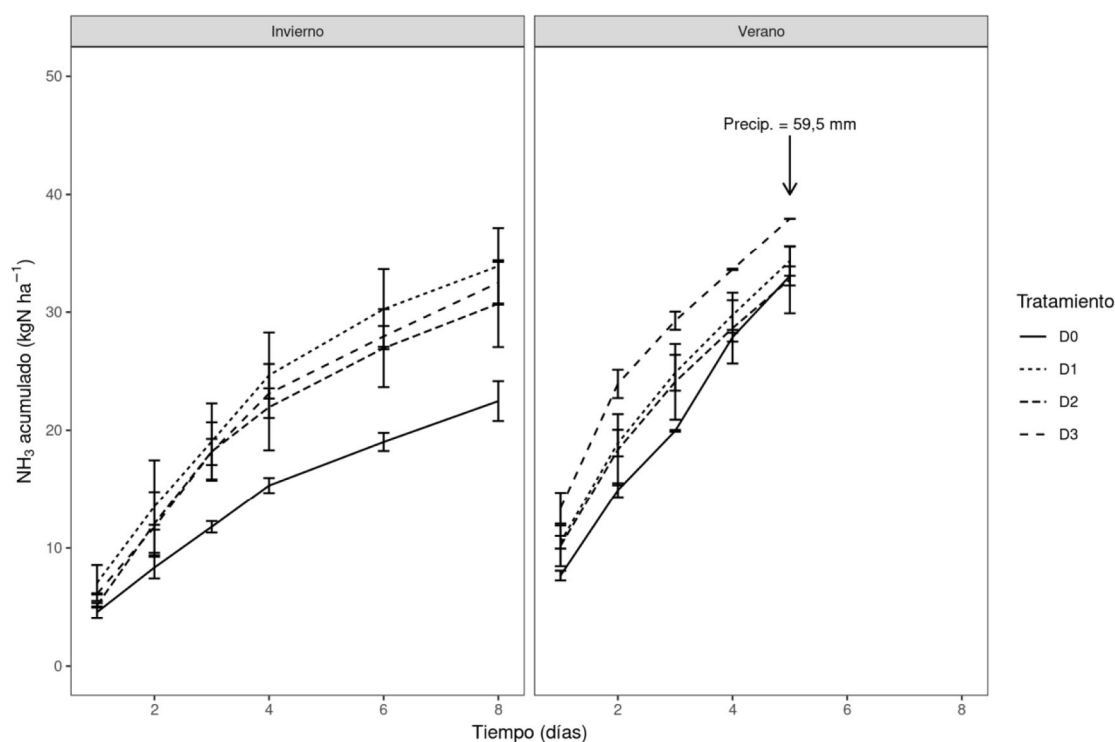 Invierno
Verano
50
40
30
20
10
0
NH₃ acumulado (kgN ha⁻¹)
Precip. = 59,5 mm
2 4 6 8
2 4 6 8
Tiempo (días)
Tratamiento
D0
D1
D2
D3